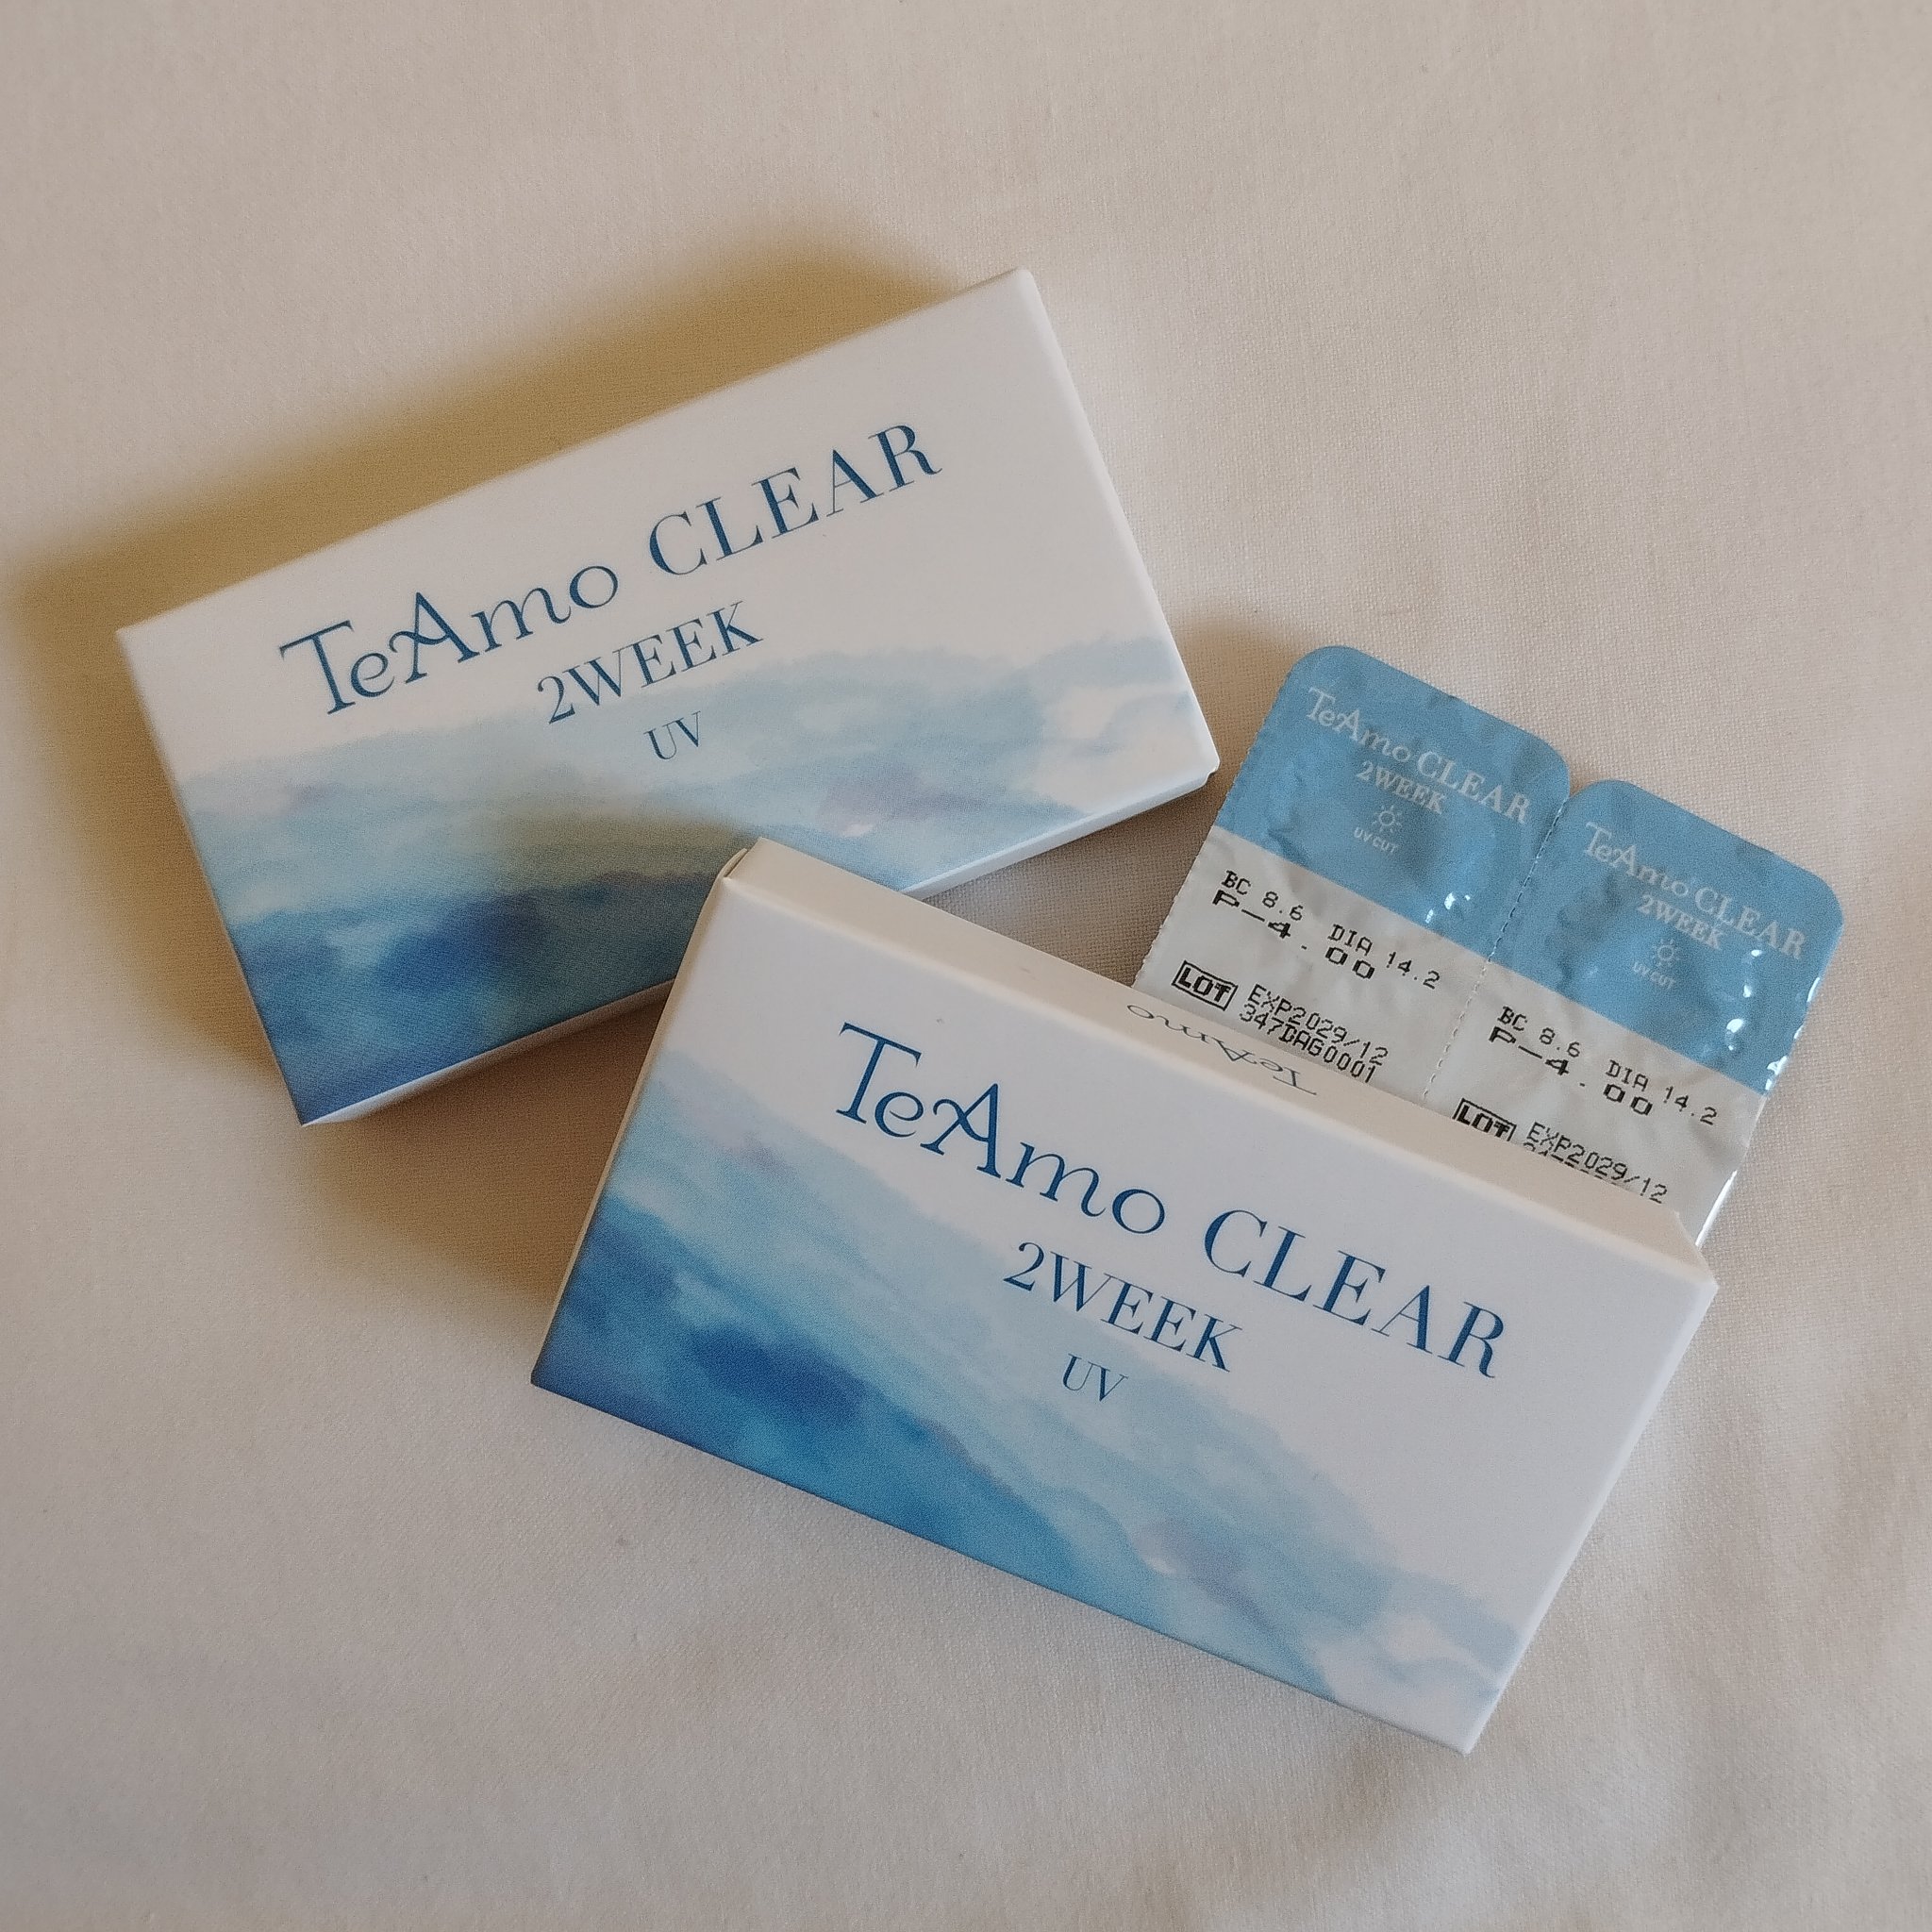 TeAmo CLEAR
2WEEK
UV
TeAmo CLEAR
2WEEK
UV CUT
BC 8.6 DIA 14.2
P-4.00
LOT EXP2029/12
347DAG0001
TeAmo CLEAR
2WEEK
UV CUT
BC 8.6 DIA 14.2
P-4.00
LOT EXP2029/12
TeAmo
TeAmo CLEAR
2WEEK
UV